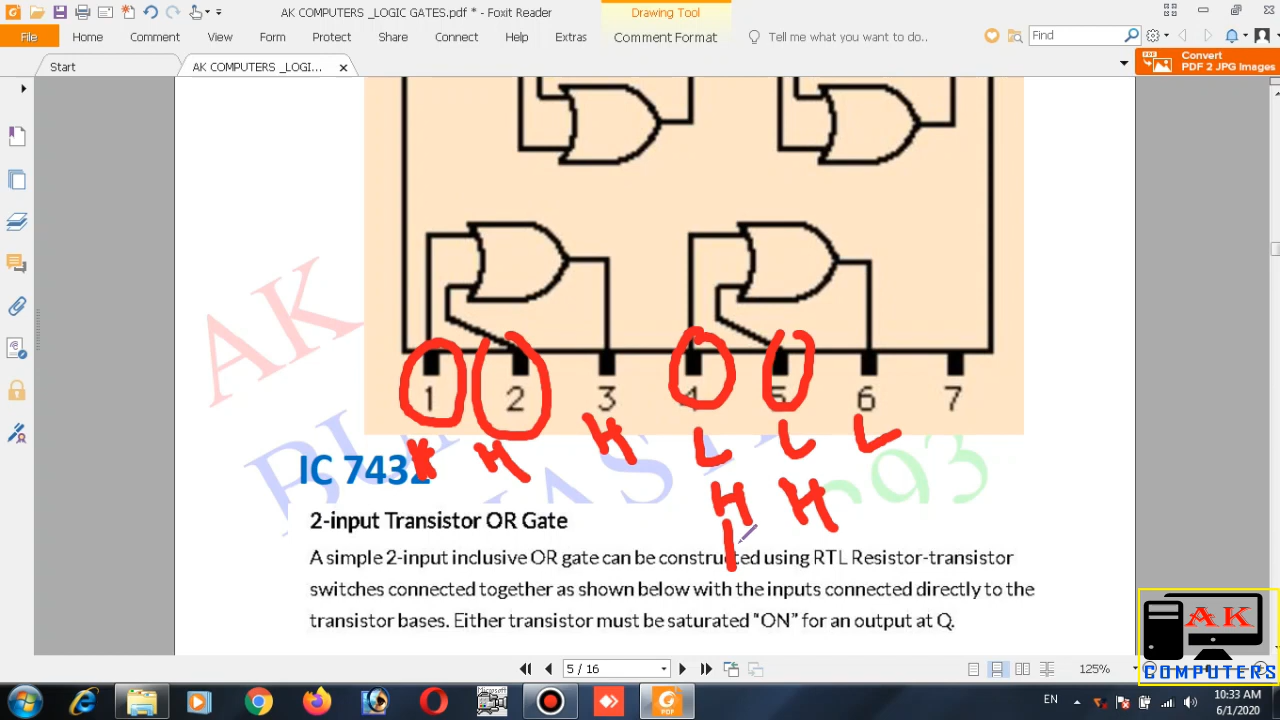 AK COMPUTERS _LOGIC GATES.pdf * - Foxit Reader
Drawing Tool
File
Home
Comment
View
Form
Protect
Share
Connect
Help
Extras
Comment Format
Tell me what you want to do..
Find
Start
AK COMPUTERS _LOGI...
Convert
PDF 2 JPG Images
1 2 3 4 5 6 7
H H L L L
H H
AK
IC 7432
2-input Transistor OR Gate
A simple 2-input inclusive OR gate can be constructed using RTL Resistor-transistor
switches connected together as shown below with the inputs connected directly to the
transistor bases. Either transistor must be saturated "ON" for an output at Q.
5 / 16
125%
AK
COMPUTERS
EN
10:33 AM
6/1/2020